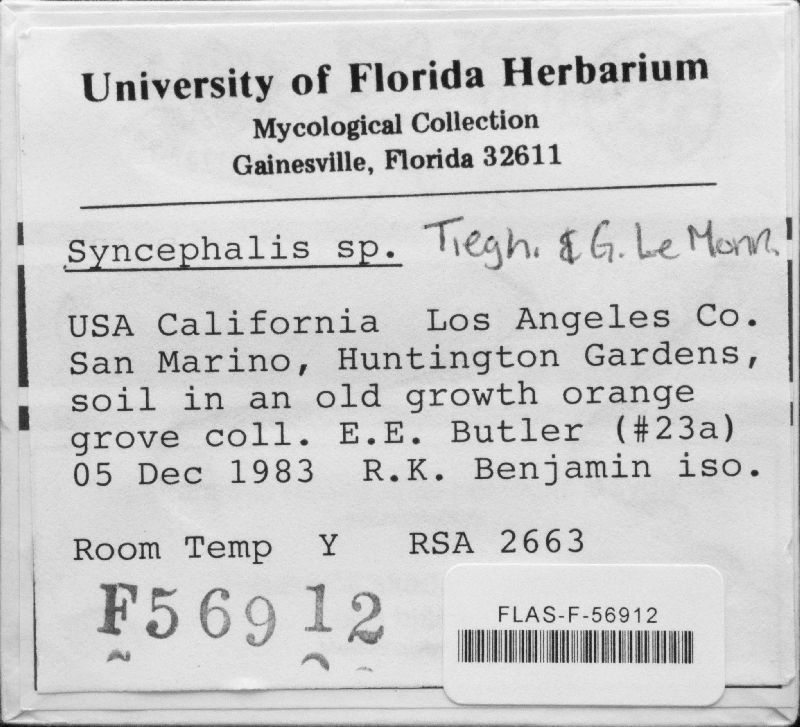 University of Florida Herbarium
Mycological Collection
Gainesville, Florida 32611
Syncephalis sp. Tiegh. & G. Le Monn.
USA California Los Angeles Co.
San Marino, Huntington Gardens,
soil in an old growth orange
grove coll. E.E. Butler (#23a)
05 Dec 1983 R.K. Benjamin iso.
Room Temp Y RSA 2663
F56912
FLAS-F-56912